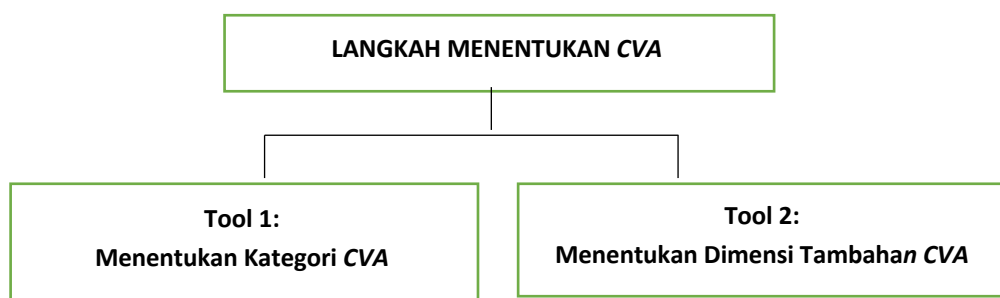 LANGKAH MENENTUKAN CVA
Tool 1:
Menentukan Kategori CVA
Tool 2:
Menentukan Dimensi Tambahan CVA